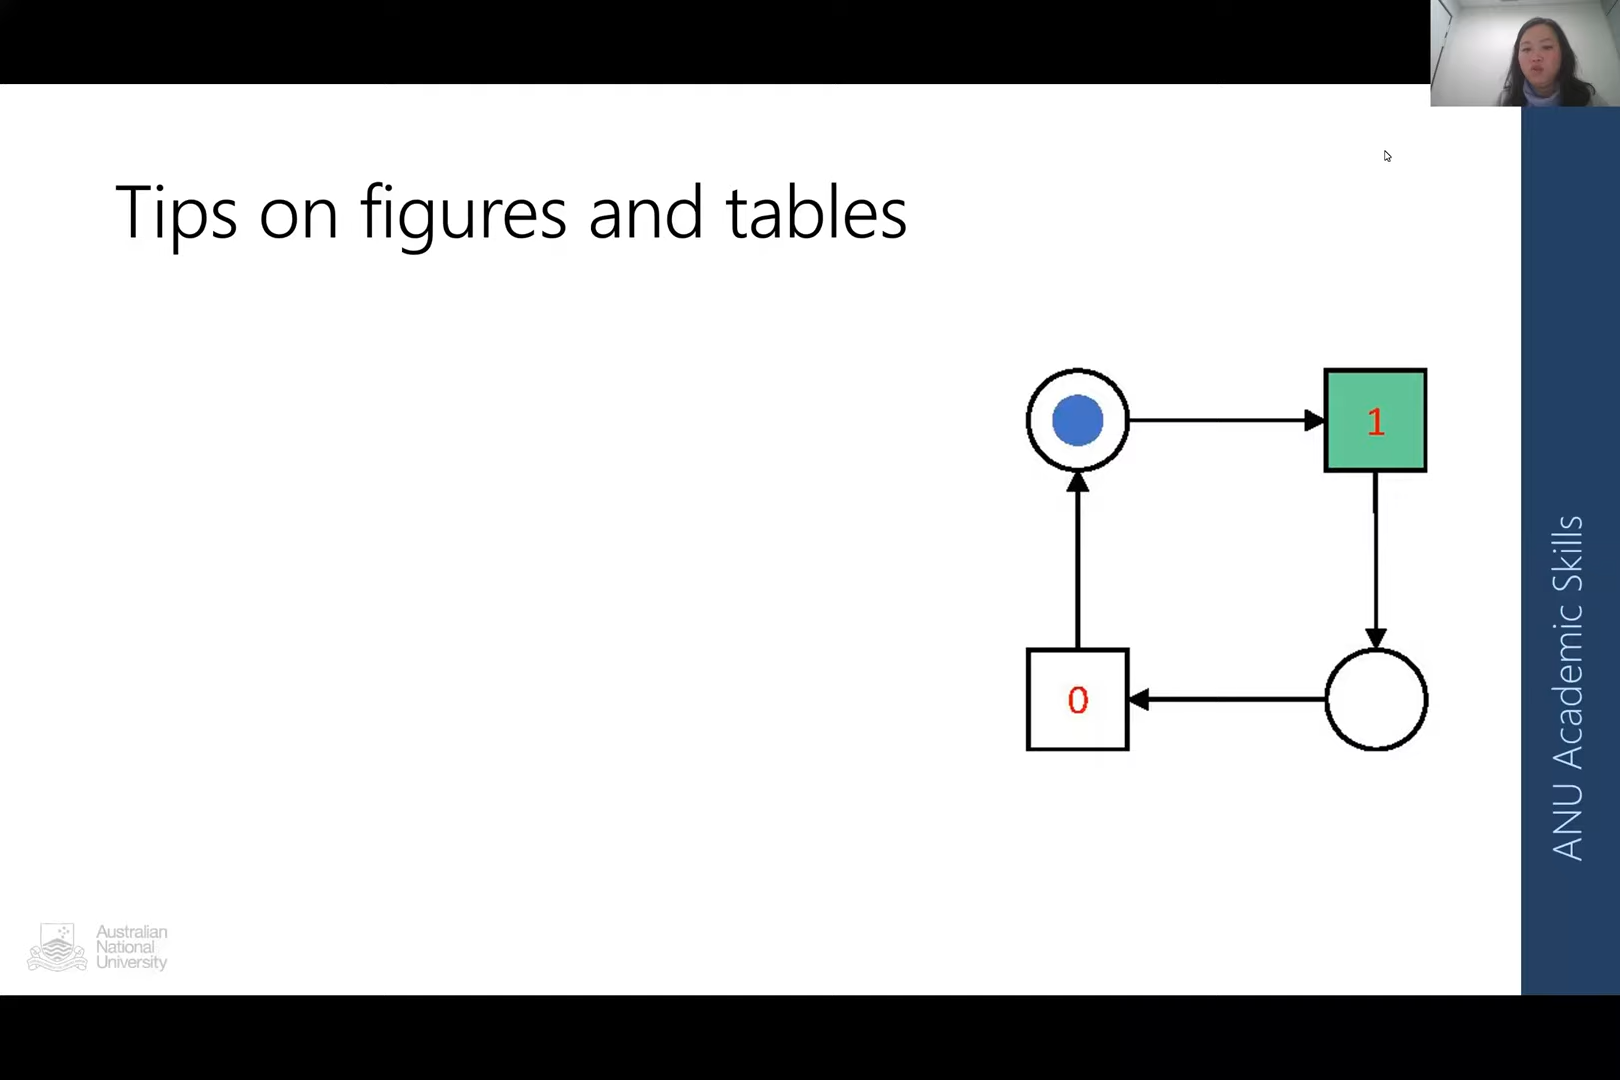 Tips on figures and tables
1
0
ANU Academic Skills
Australian
National
University